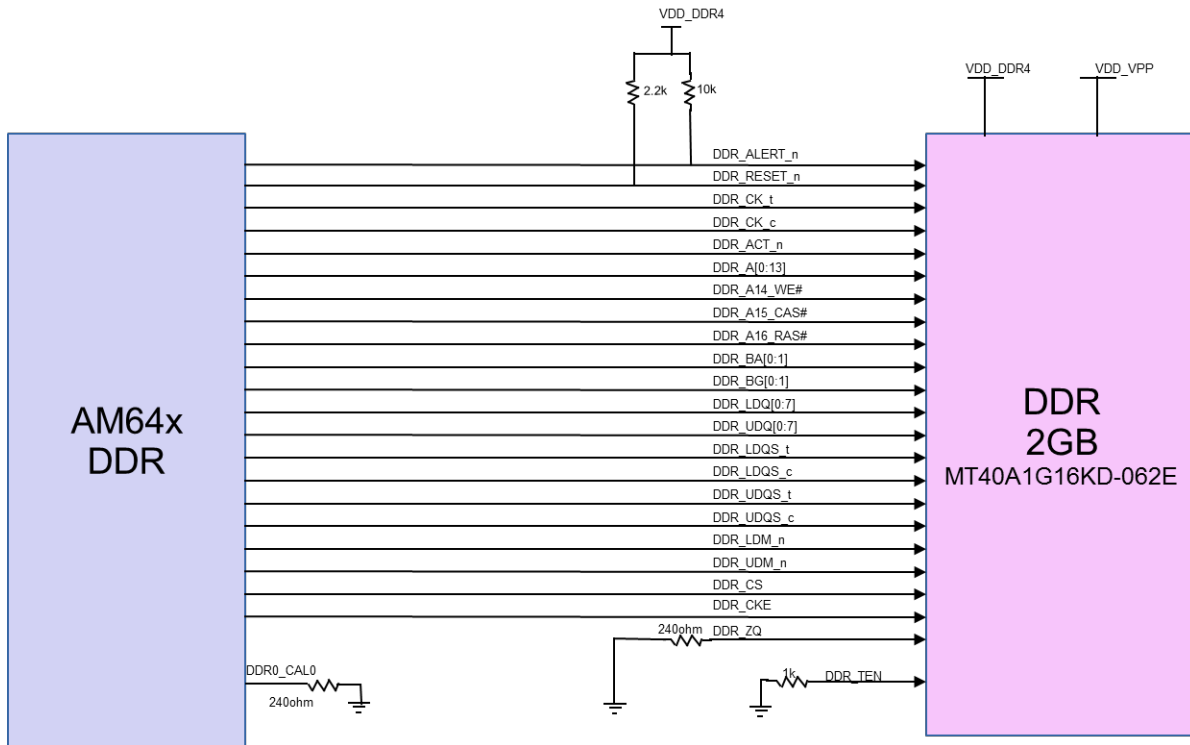 VDD_DDR4
2.2k
10k
VDD_DDR4
VDD_VPP
DDR_ALERT_n
DDR_RESET_n
DDR_CK_t
DDR_CK_c
DDR_ACT_n
DDR_A[0:13]
DDR_A14_WE#
DDR_A15_CAS#
DDR_A16_RAS#
DDR_BA[0:1]
DDR_BG[0:1]
DDR_LDQ[0:7]
DDR_UDQ[0:7]
DDR_LDQS_t
DDR_LDQS_c
DDR_UDQS_t
DDR_UDQS_c
DDR_LDM_n
DDR_UDM_n
DDR_CS
DDR_CKE
240ohm
DDR_ZQ
1k
DDR_TEN
DDR0_CAL0
240ohm
AM64x
DDR
DDR
2GB
MT40A1G16KD-062E